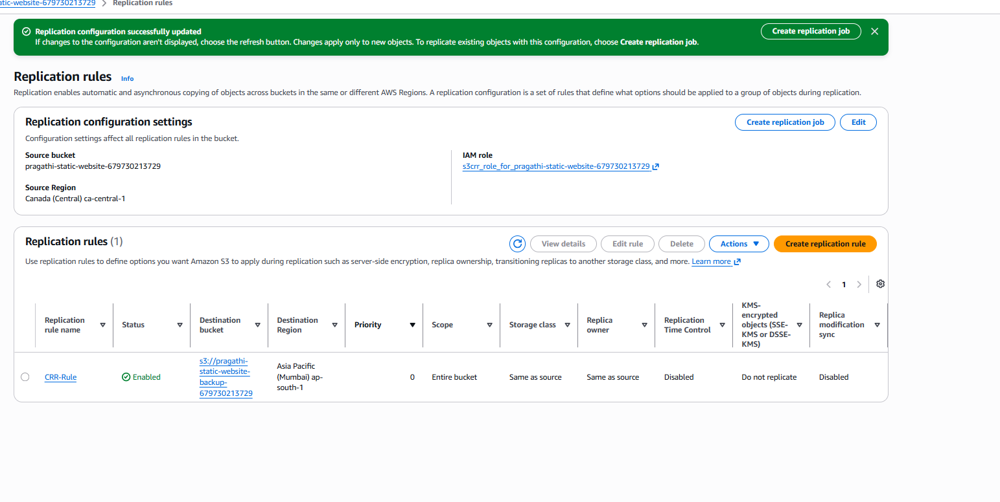 atic-website-679730213729 > Replication rules
Replication configuration successfully updated
If changes to the configuration aren't displayed, choose the refresh button. Changes apply only to new objects. To replicate existing objects with this configuration, choose Create replication job.
Create replication job
Replication rules Info
Replication enables automatic and asynchronous copying of objects across buckets in the same or different AWS Regions. A replication configuration is a set of rules that define what options should be applied to a group of objects during replication.
Replication configuration settings
Create replication job
Edit
Configuration settings affect all replication rules in the bucket.
Source bucket
pragathi-static-website-679730213729
Source Region
Canada (Central) ca-central-1
IAM role
s3crr_role_for_pragathi-static-website-679730213729
Replication rules (1)
View details
Edit rule
Delete
Actions
Create replication rule
Use replication rules to define options you want Amazon S3 to apply during replication such as server-side encryption, replica ownership, transitioning replicas to another storage class, and more. Learn more
1
Replication
rule name
Status
Destination
bucket
Destination
Region
Priority
Scope
Storage class
Replica
owner
Replication
Time Control
KMS-
encrypted
objects (SSE-
KMS or DSSE-
KMS)
Replica
modification
sync
CRR-Rule
Enabled
s3://pragathi-
static-website-
backup-
679730213729
Asia Pacific
(Mumbai) ap-
south-1
0
Entire bucket
Same as source
Same as source
Disabled
Do not replicate
Disabled